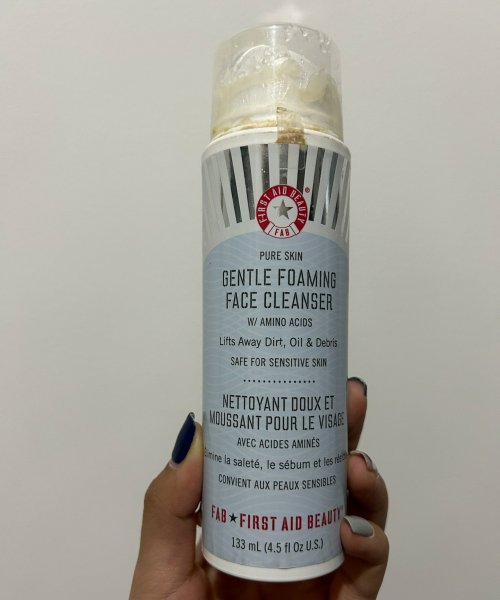 FIRST AID BEAUTY®
FAB
PURE SKIN
GENTLE FOAMING
FACE CLEANSER
W/ AMINO ACIDS
Lifts Away Dirt, Oil & Debris
SAFE FOR SENSITIVE SKIN
NETTOYANT DOUX ET
MOUSSANT POUR LE VISAGE
AVEC ACIDES AMINÉS
la saleté, le sébum et les
CONVIENT AUX PEAUX SENSIBLES
FAB★FIRST AID BEAUTY®
133 mL (4.5 fl Oz U.S.)